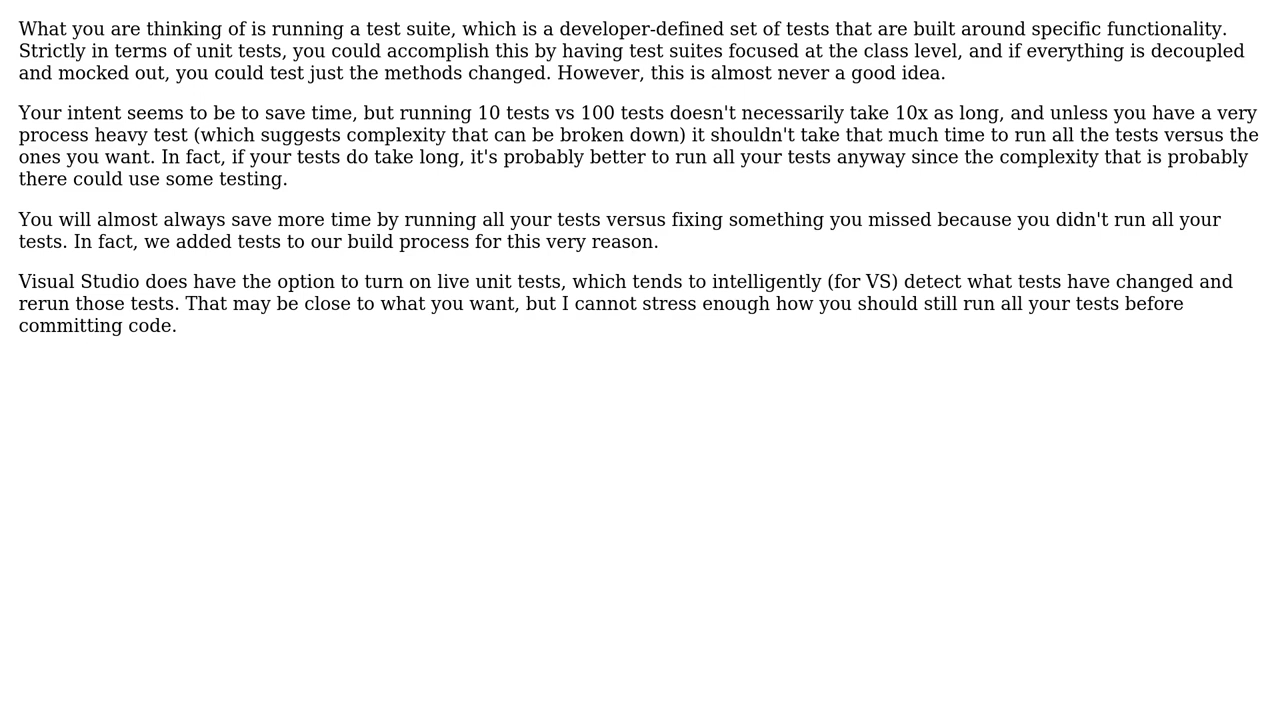 What you are thinking of is running a test suite, which is a developer-defined set of tests that are built around specific functionality.
Strictly in terms of unit tests, you could accomplish this by having test suites focused at the class level, and if everything is decoupled
and mocked out, you could test just the methods changed. However, this is almost never a good idea.
Your intent seems to be to save time, but running 10 tests vs 100 tests doesn't necessarily take 10x as long, and unless you have a very
process heavy test (which suggests complexity that can be broken down) it shouldn't take that much time to run all the tests versus the
ones you want. In fact, if your tests do take long, it's probably better to run all your tests anyway since the complexity that is probably
there could use some testing.
You will almost always save more time by running all your tests versus fixing something you missed because you didn't run all your
tests. In fact, we added tests to our build process for this very reason.
Visual Studio does have the option to turn on live unit tests, which tends to intelligently (for VS) detect what tests have changed and
rerun those tests. That may be close to what you want, but I cannot stress enough how you should still run all your tests before
committing code.